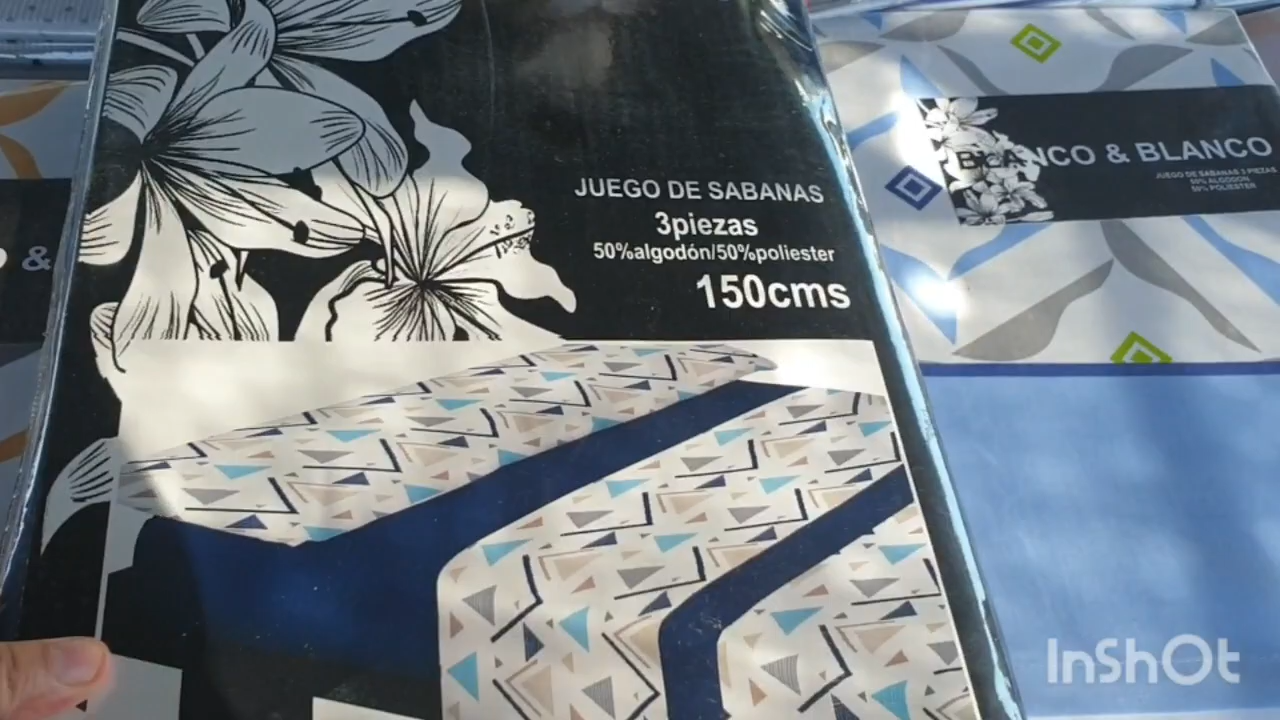 JUEGO DE SABANAS
3piezas
50%algodón/50%poliester
150cms
BLANCO & BLANCO
JUEGO DE SABANAS 3 PIEZAS
50% ALGODON
50% POLIESTER
&
InShOt